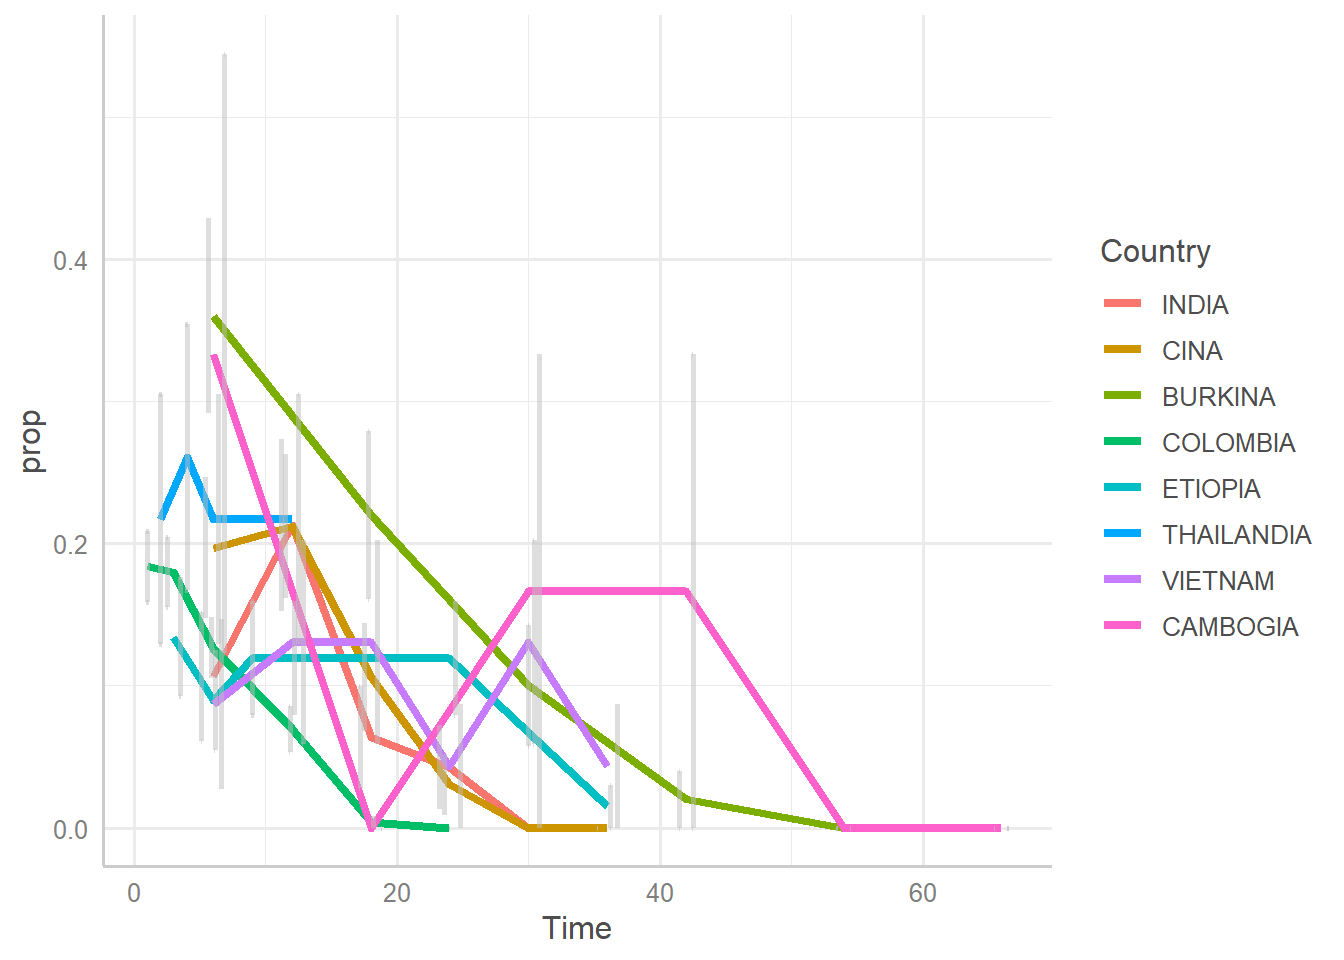 prop
0.4
0.2
0.0
0
20
40
60
Time
Country
INDIA
CINA
BURKINA
COLOMBIA
ETIOPIA
THAILANDIA
VIETNAM
CAMBOGIA